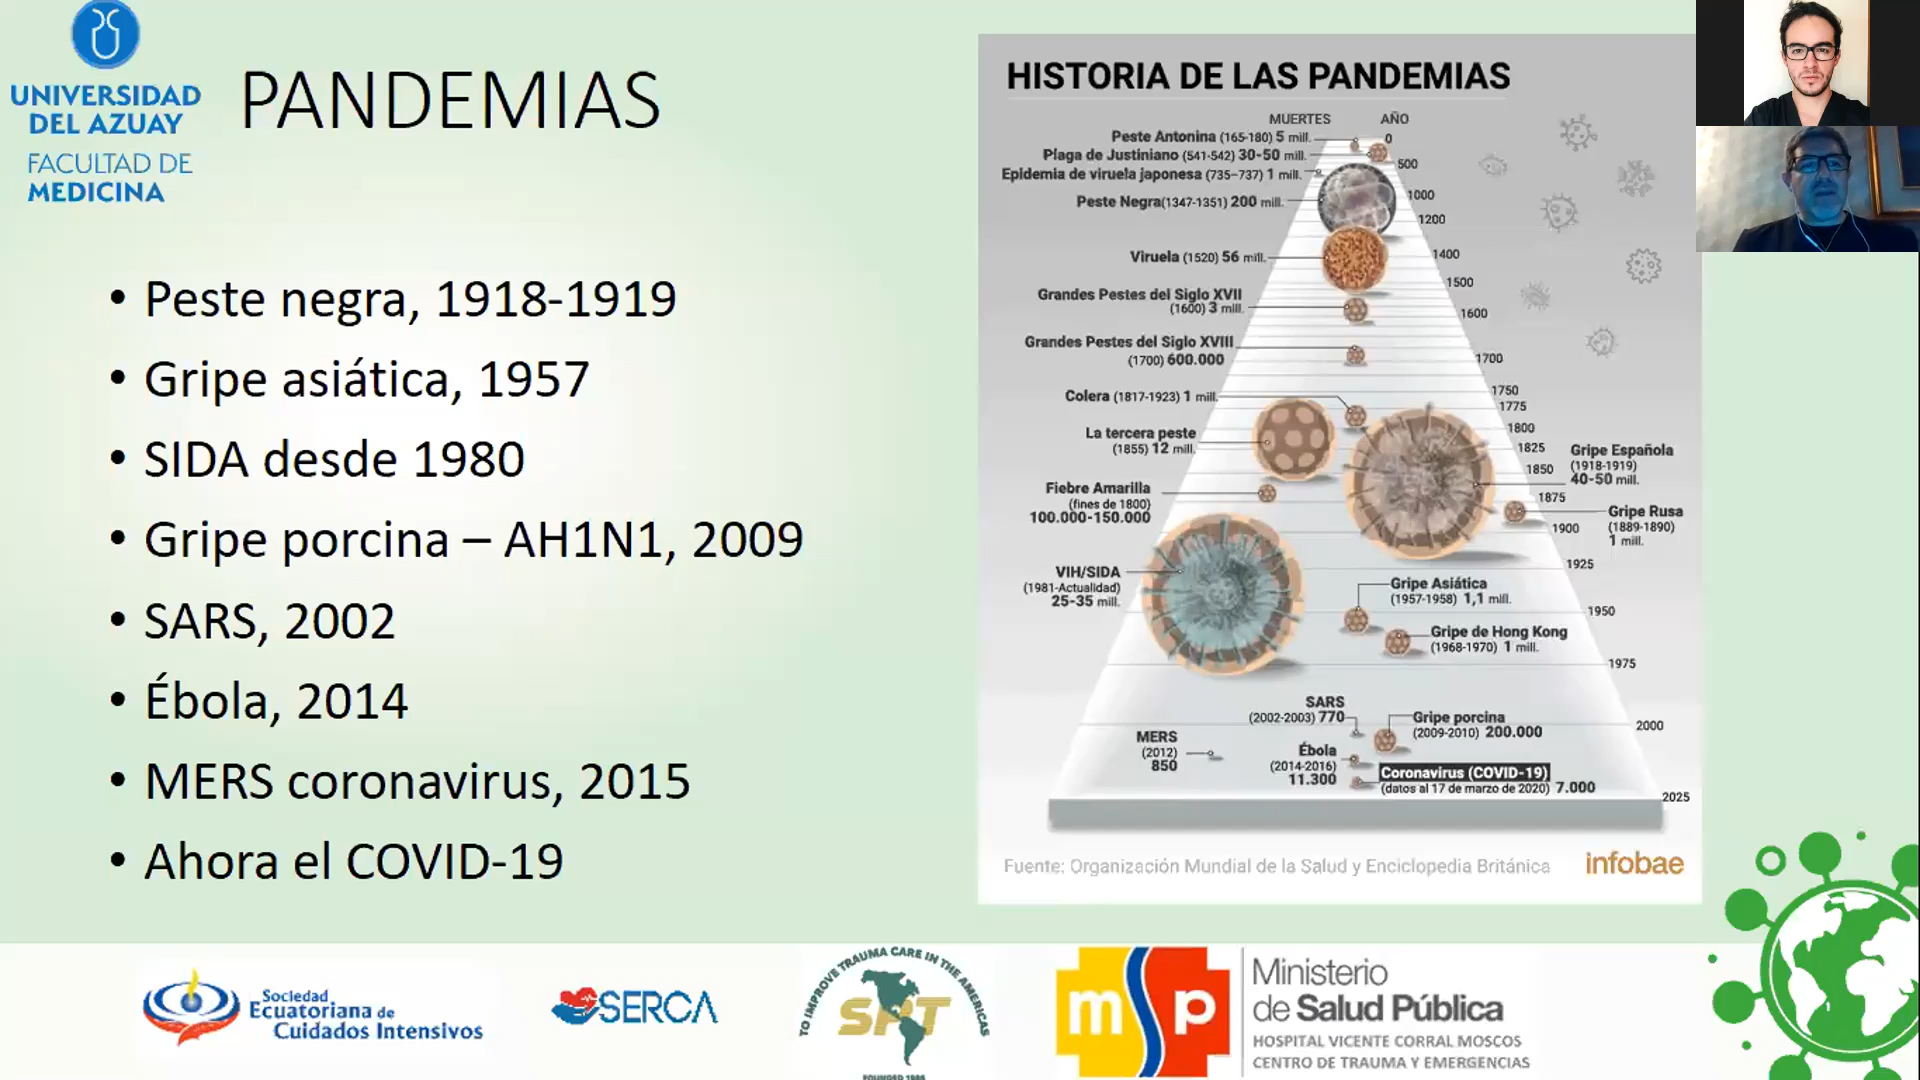 UNIVERSIDAD
DEL AZUAY
FACULTAD DE
MEDICINA
PANDEMIAS
• Peste negra, 1918-1919
• Gripe asiática, 1957
• SIDA desde 1980
• Gripe porcina – AH1N1, 2009
• SARS, 2002
• Ébola, 2014
• MERS coronavirus, 2015
• Ahora el COVID-19
HISTORIA DE LAS PANDEMIAS
MUERTES AÑO
Peste Antonina (165-180) 5 mill.
Plaga de Justiniano (541-542) 30-50 mill.
Epidemia de viruela japonesa (735–737) 1 mill.
Peste Negra(1347-1351) 200 mill.
Viruela (1520) 56 mill.
Grandes Pestes del Siglo XVII
(1600) 3 mill.
Grandes Pestes del Siglo XVIII
(1700) 600.000
Colera (1817-1923) 1 mill.
La tercera peste
(1855) 12 mill.
Fiebre Amarilla
(fines de 1800)
100.000-150.000
VIH/SIDA
(1981-Actualidad)
25-35 mill.
Gripe Española
(1918-1919)
40-50 mill.
Gripe Rusa
(1889-1890)
1 mill.
Gripe Asiática
(1957-1958) 1,1 mill.
Gripe de Hong Kong
(1968-1970) 1 mill.
SARS
(2002-2003) 770
Gripe porcina
(2009-2010) 200.000
MERS
(2012)
850
Ébola
(2014-2016)
11.300
Coronavirus (COVID-19)
(datos al 17 de marzo de 2020) 7.000
0
500
1000
1200
1400
1500
1600
1700
1750
1775
1800
1825
1850
1875
1900
1925
1950
1975
2000
2025
Fuente: Organización Mundial de la Salud y Enciclopedia Británica
infobae
Sociedad
Ecuatoriana de
Cuidados Intensivos
SERCA
TO IMPROVE TRAUMA CARE IN THE AMERICAS
SPT
FOUNDED 1986
msp
Ministerio
de Salud Pública
HOSPITAL VICENTE CORRAL MOSCOS
CENTRO DE TRAUMA Y EMERGENCIAS